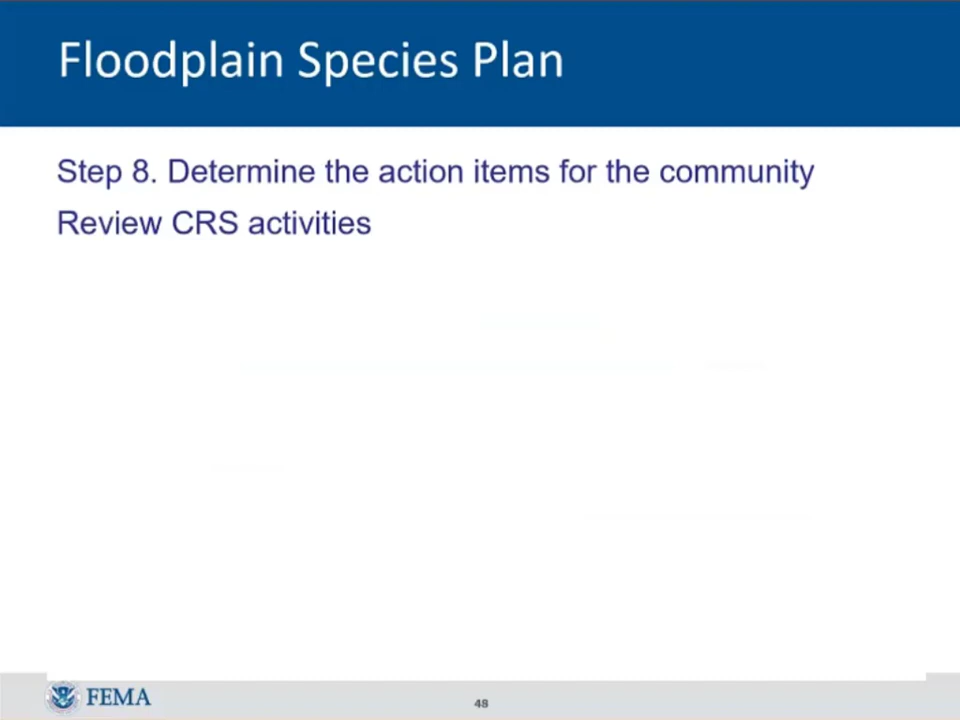 Floodplain Species Plan
Step 8. Determine the action items for the community
Review CRS activities
FEMA
48